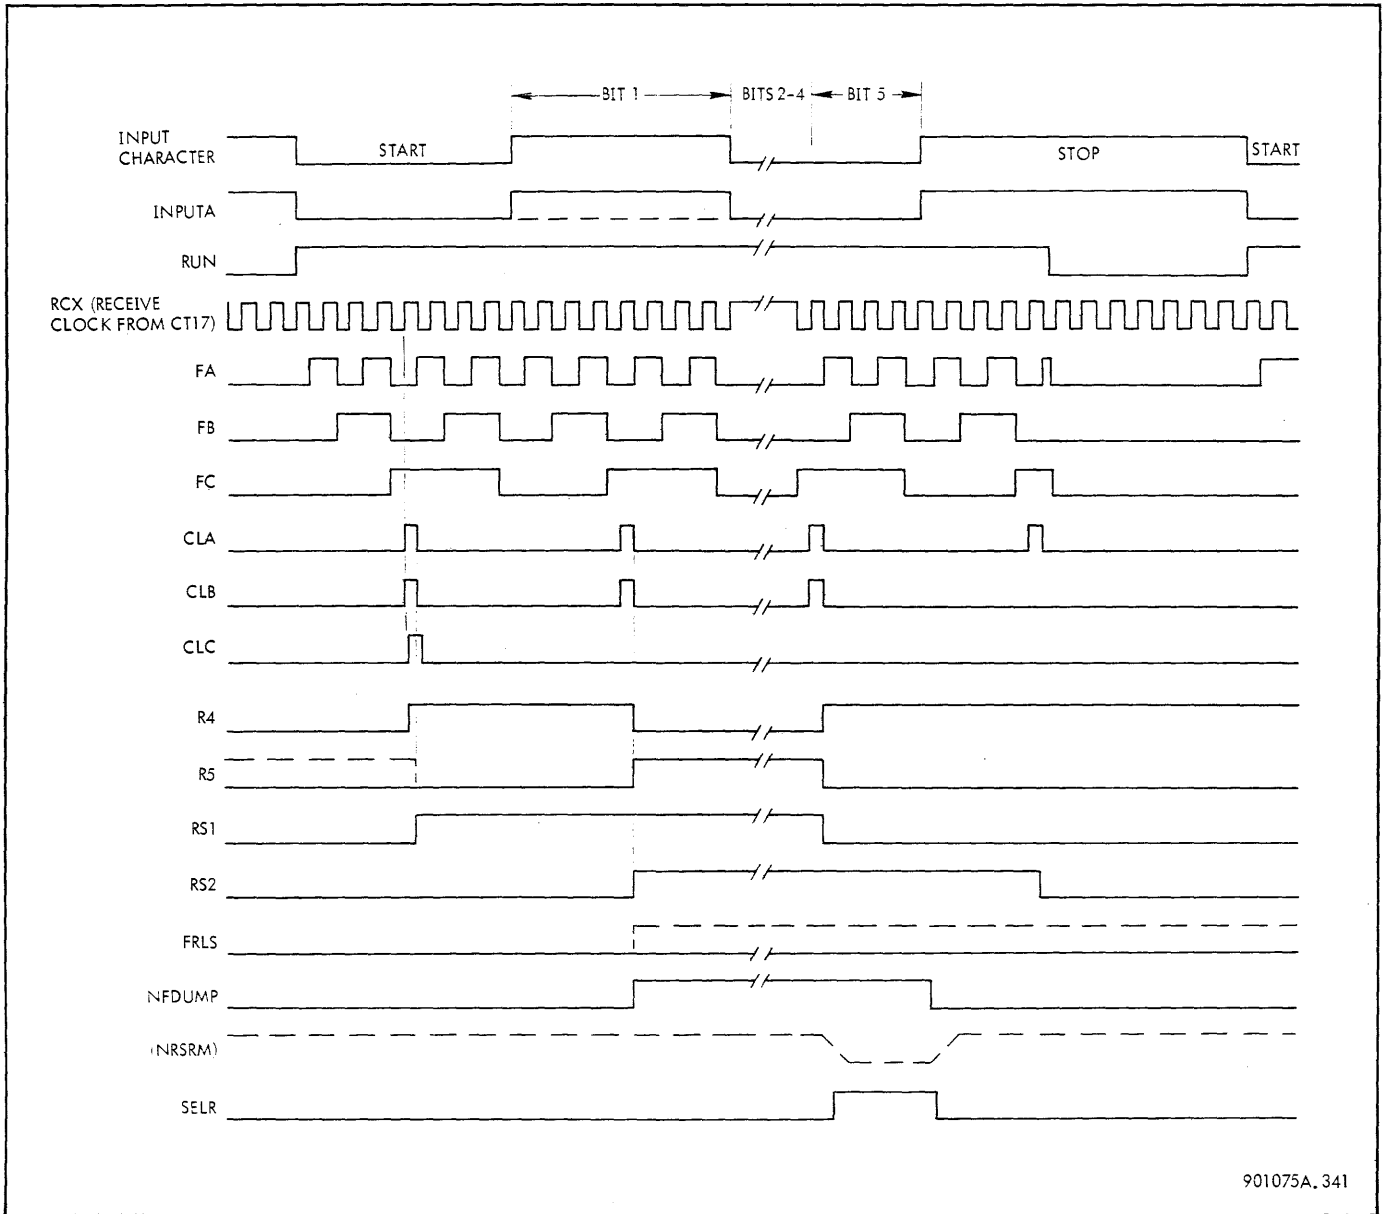 BIT 1
BITS 2-4
BIT 5
INPUT
CHARACTER
START
STOP
START
INPUTA
RUN
RCX (RECEIVE
CLOCK FROM CT17)
FA
FB
FC
CLA
CLB
CLC
R4
R5
RS1
RS2
FRLS
NFDUMP
(NRSRM)
SELR
901075A.341